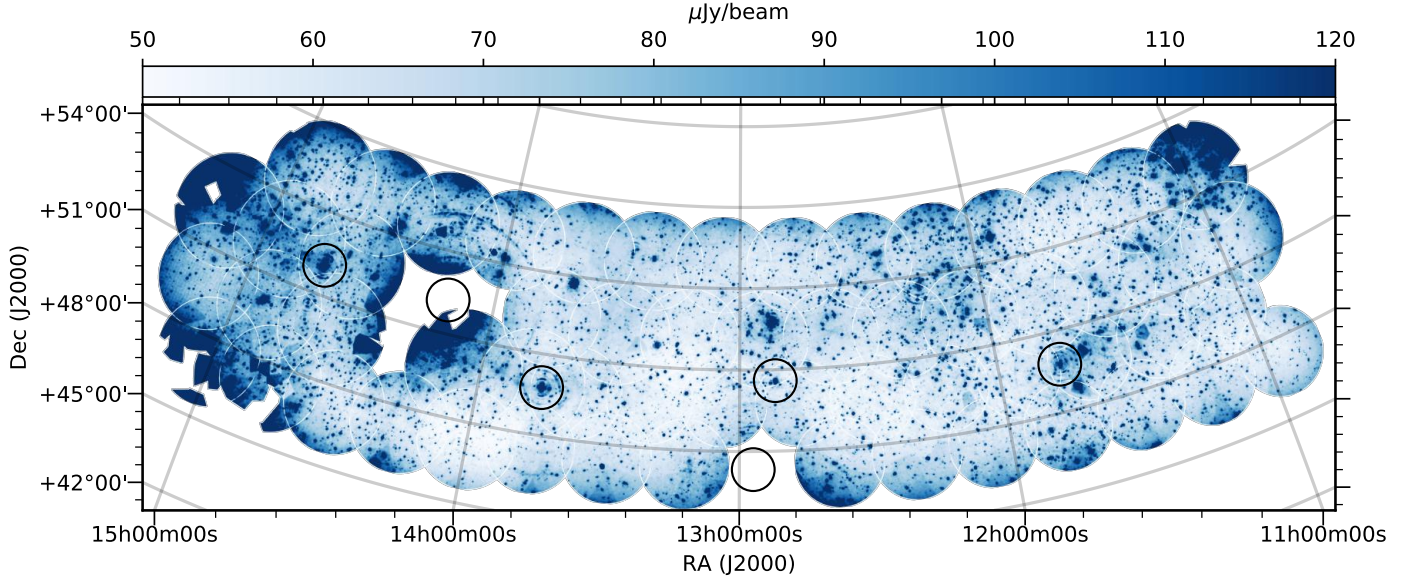 μJy/beam
50 60 70 80 90 100 110 120
+54°00'
+51°00'
+48°00'
+45°00'
+42°00'
Dec (J2000)
15h00m00s 14h00m00s 13h00m00s 12h00m00s 11h00m00s
RA (J2000)